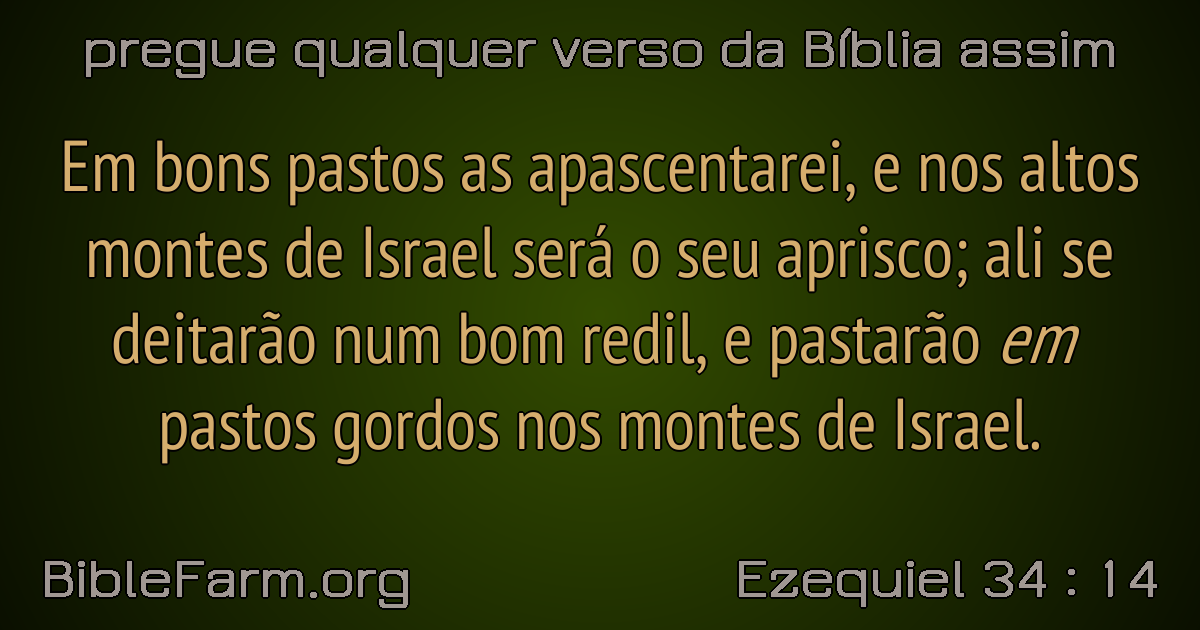 pregue qualquer verso da Bíblia assim
Em bons pastos as apascentarei, e nos altos
montes de Israel será o seu aprisco; ali se
deitarão num bom redil, e pastarão em
pastos gordos nos montes de Israel.
BibleFarm.org
Ezequiel 34 : 14